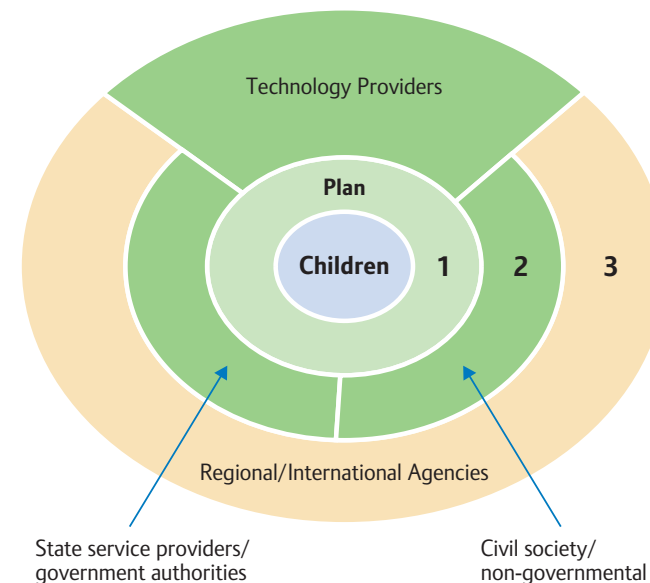 Technology Providers
Plan
Children
1
2
3
Regional/International Agencies
State service providers/
government authorities
Civil society/
non-governmental